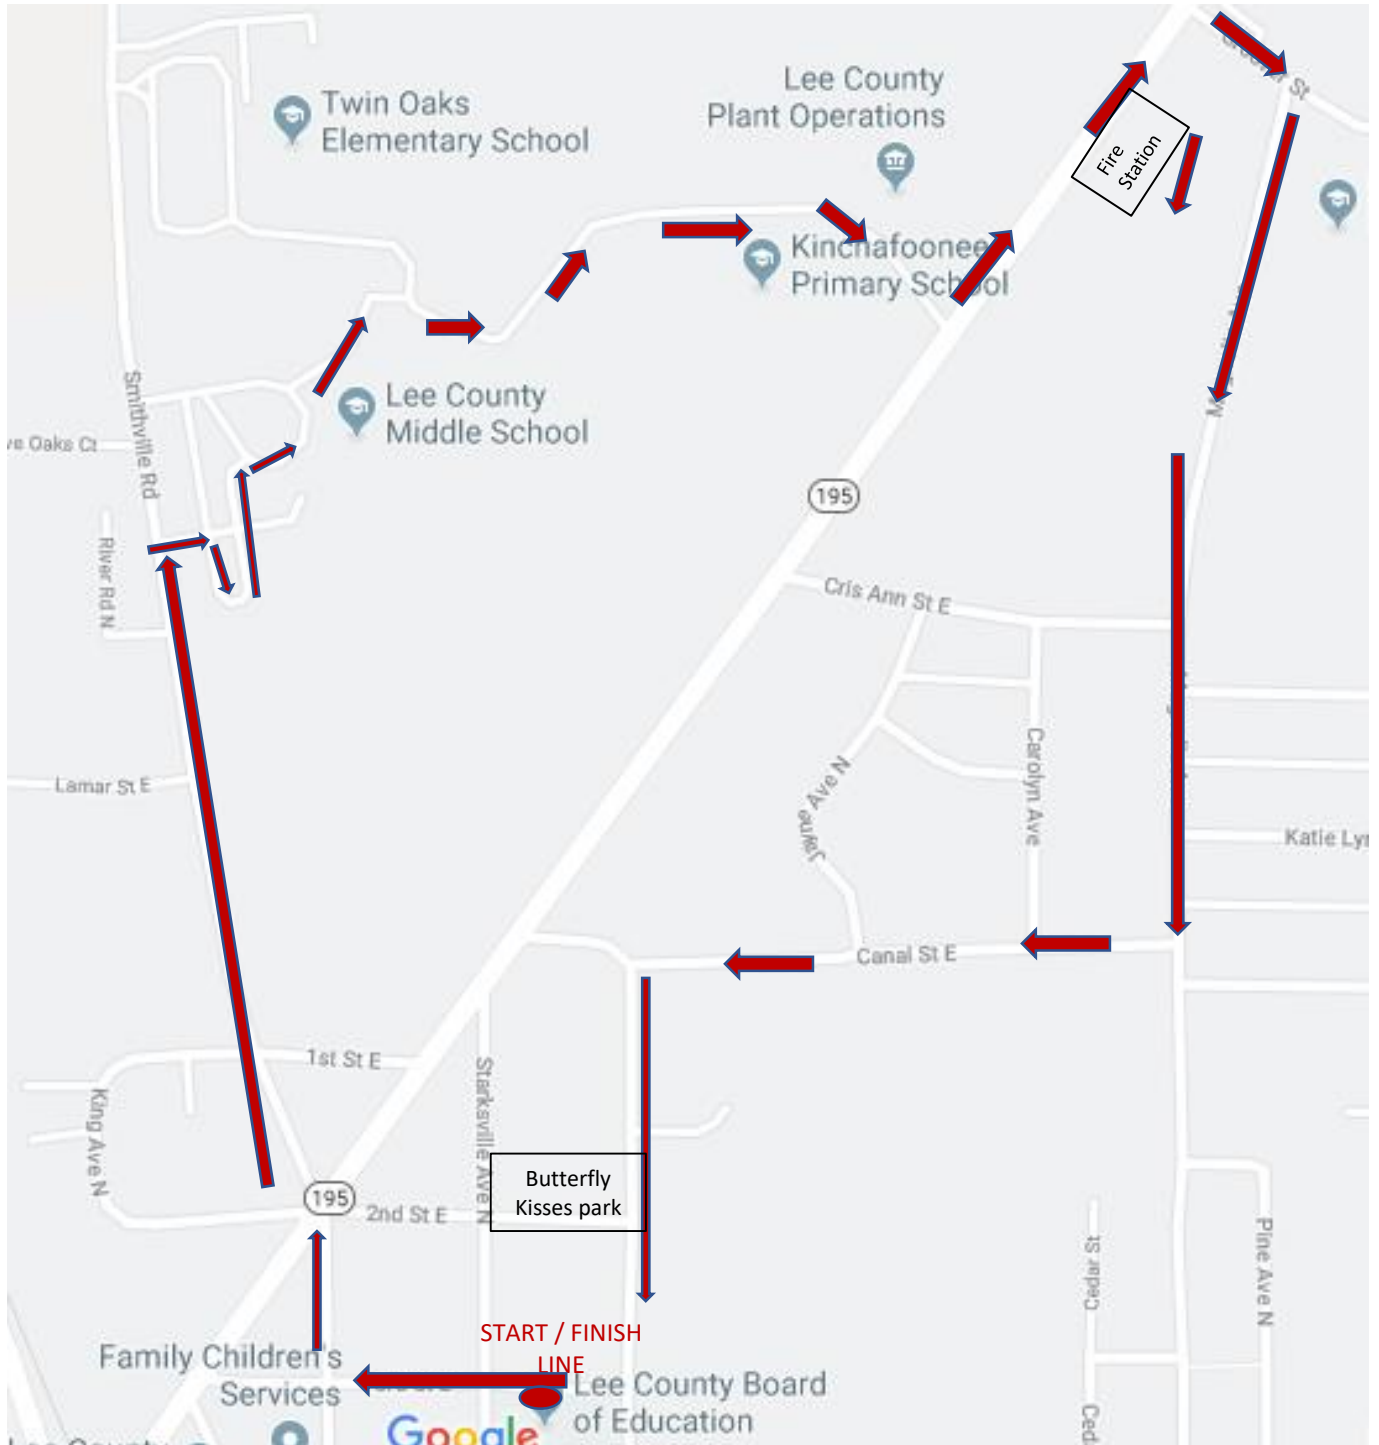 Twin Oaks
Elementary School
Lee County
Plant Operations
St
Fire
Station
Kinchafoonee
Primary School
Smithville Rd
Lee County
Middle School
Oaks Ct
195
River Rd N
Cris Ann St E
Lamar St E
Jayne Ave N
Carolyn Ave
Katie
Canal St E
1st St E
King Ave N
Starksville Ave N
Butterfly
Kisses park
195
2nd St E
Cedar St
Pine Ave N
START / FINISH
LINE
Family Children's
Services
Lee County Board
of Education
Google
Lee County